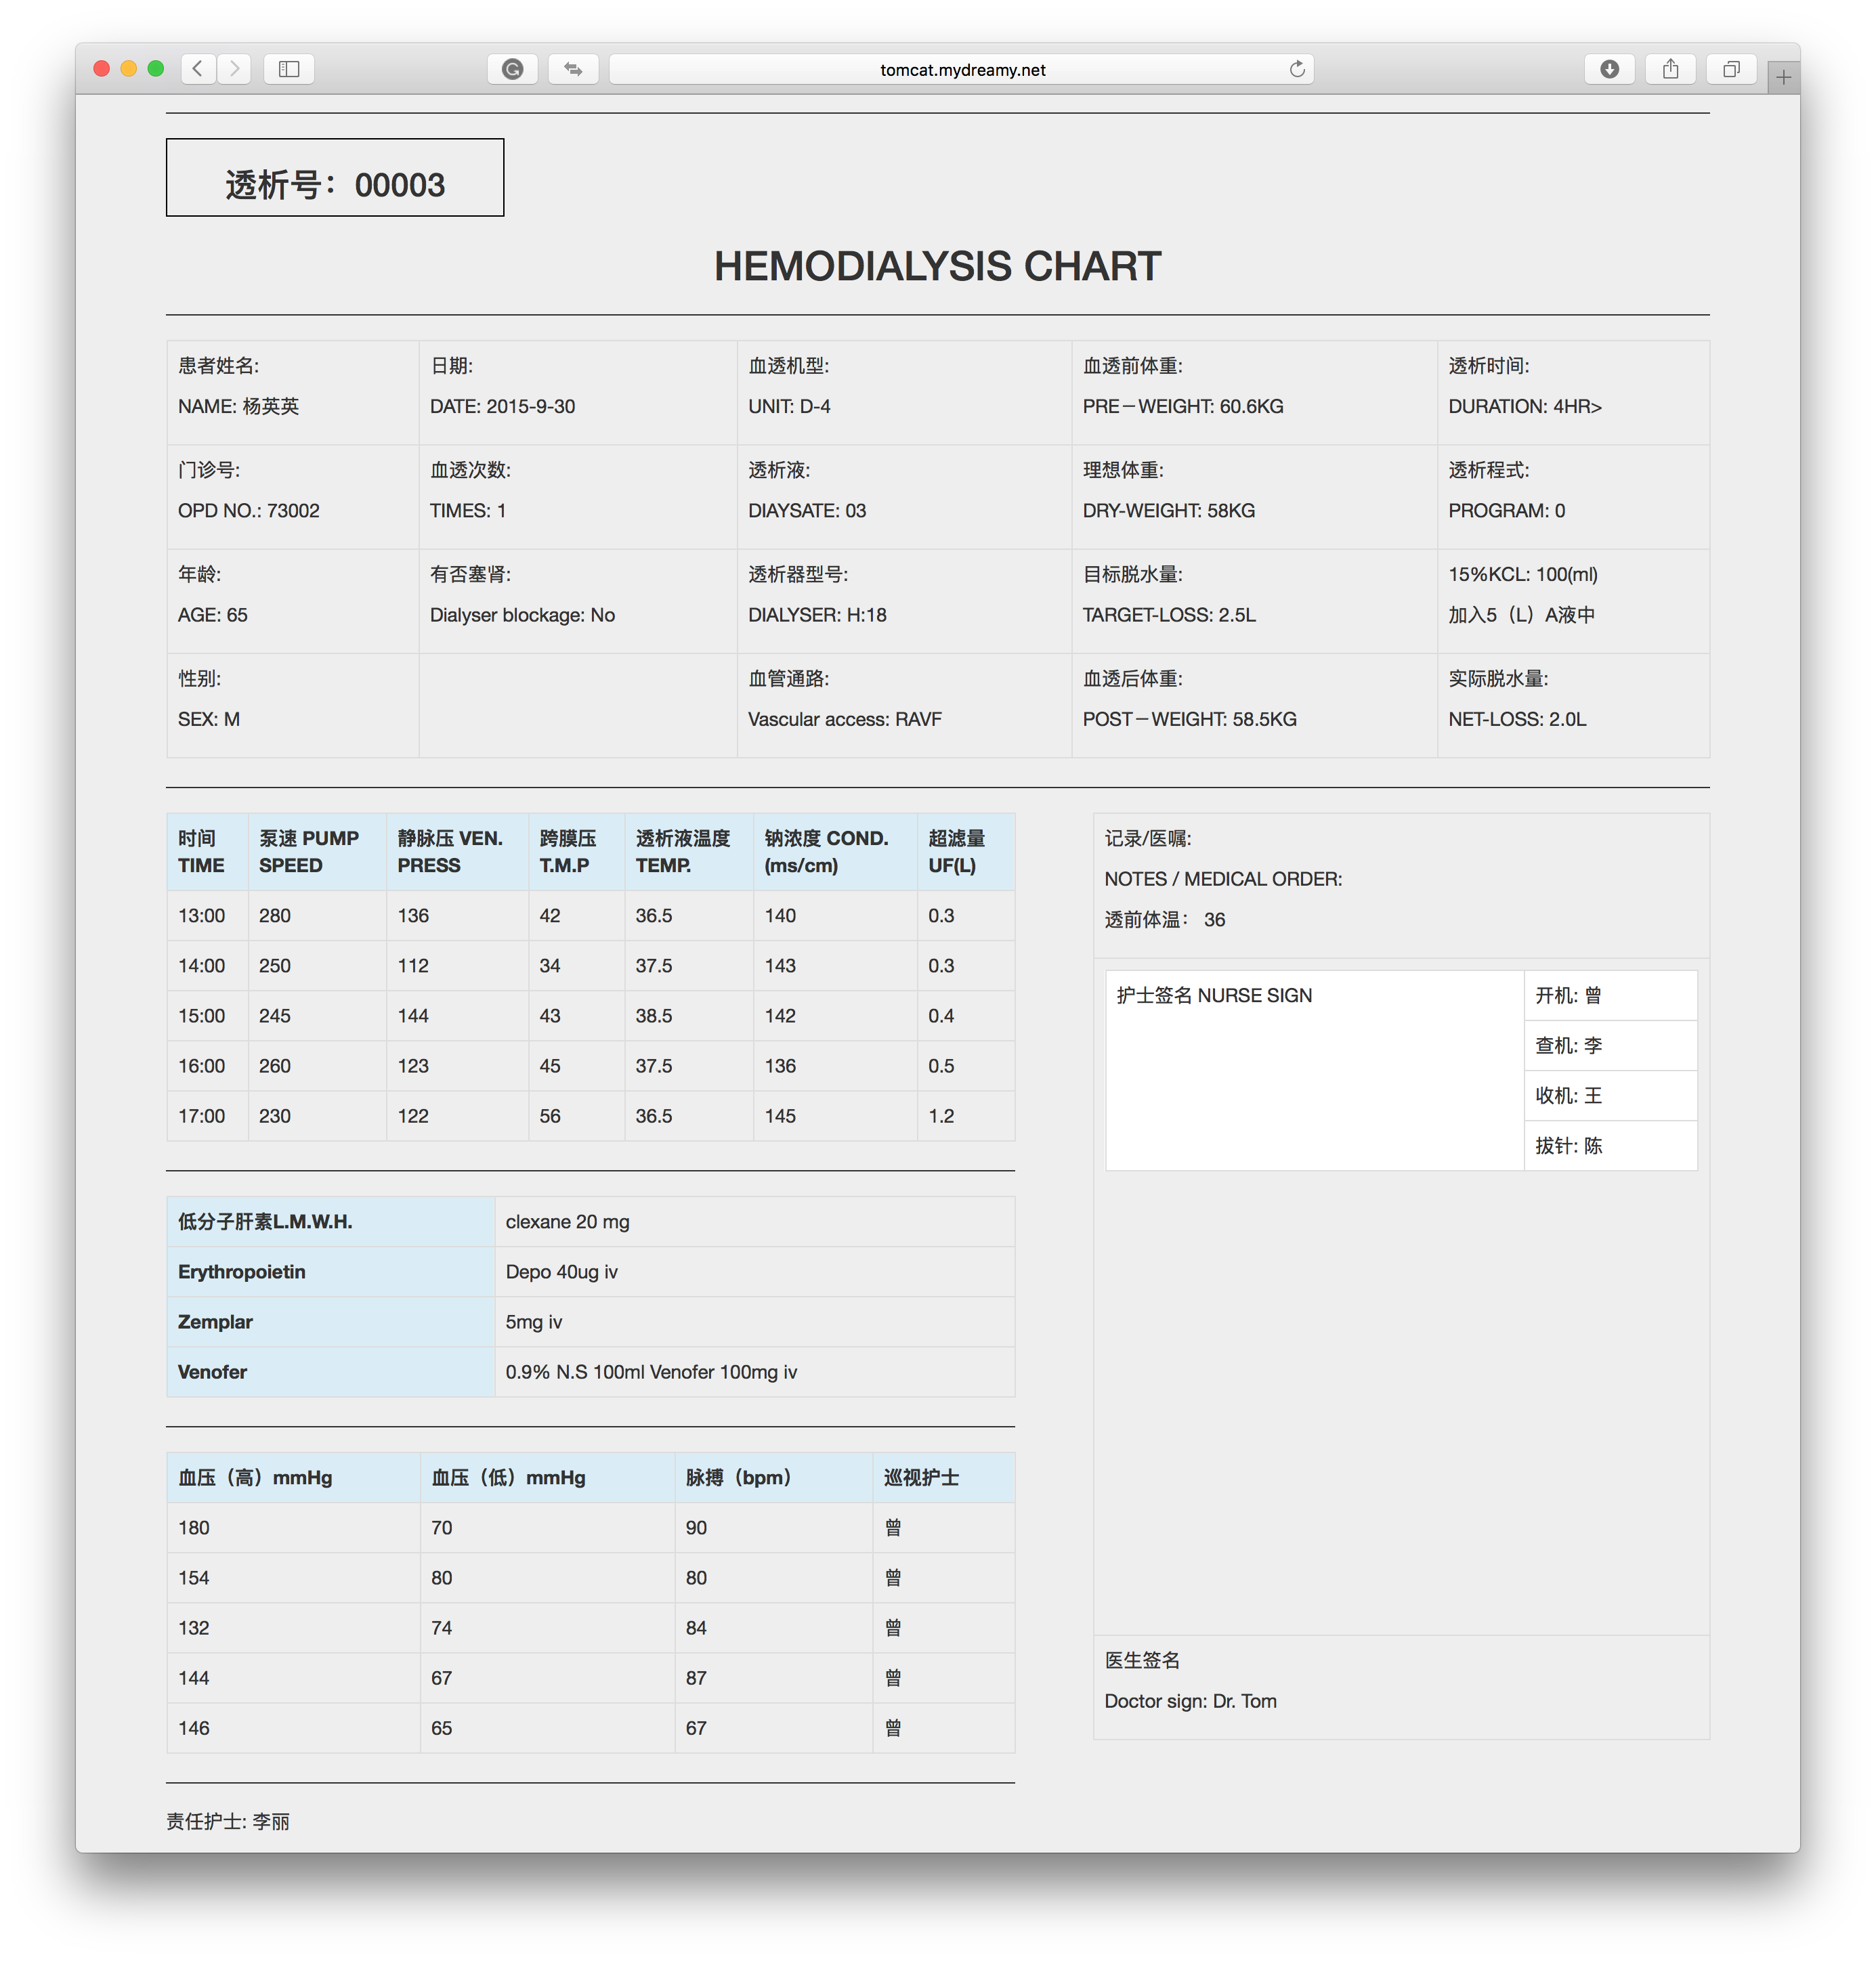 tomcat.mydreamy.net
透析号：00003
HEMODIALYSIS CHART
患者姓名:
NAME: 杨英英
日期:
DATE: 2015-9-30
血透机型:
UNIT: D-4
血透前体重:
PRE－WEIGHT: 60.6KG
透析时间:
DURATION: 4HR>
门诊号:
OPD NO.: 73002
血透次数:
TIMES: 1
透析液:
DIAYSATE: 03
理想体重:
DRY-WEIGHT: 58KG
透析程式:
PROGRAM: 0
年龄:
AGE: 65
有否塞肾:
Dialyser blockage: No
透析器型号:
DIALYSER: H:18
目标脱水量:
TARGET-LOSS: 2.5L
15%KCL: 100(ml)
加入5（L）A液中
性别:
SEX: M
血管通路:
Vascular access: RAVF
血透后体重:
POST－WEIGHT: 58.5KG
实际脱水量:
NET-LOSS: 2.0L
时间 TIME
泵速 PUMP SPEED
静脉压 VEN. PRESS
跨膜压 T.M.P
透析液温度 TEMP.
钠浓度 COND. (ms/cm)
超滤量 UF(L)
13:00 280 136 42 36.5 140 0.3
14:00 250 112 34 37.5 143 0.3
15:00 245 144 43 38.5 142 0.4
16:00 260 123 45 37.5 136 0.5
17:00 230 122 56 36.5 145 1.2
低分子肝素L.M.W.H. clexane 20 mg
Erythropoietin Depo 40ug iv
Zemplar 5mg iv
Venofer 0.9% N.S 100ml Venofer 100mg iv
血压（高）mmHg 血压（低）mmHg 脉搏（bpm） 巡视护士
180 70 90 曾
154 80 80 曾
132 74 84 曾
144 67 87 曾
146 65 67 曾
责任护士: 李丽
记录/医嘱:
NOTES / MEDICAL ORDER:
透前体温： 36
护士签名 NURSE SIGN
开机: 曾
查机: 李
收机: 王
拔针: 陈
医生签名
Doctor sign: Dr. Tom